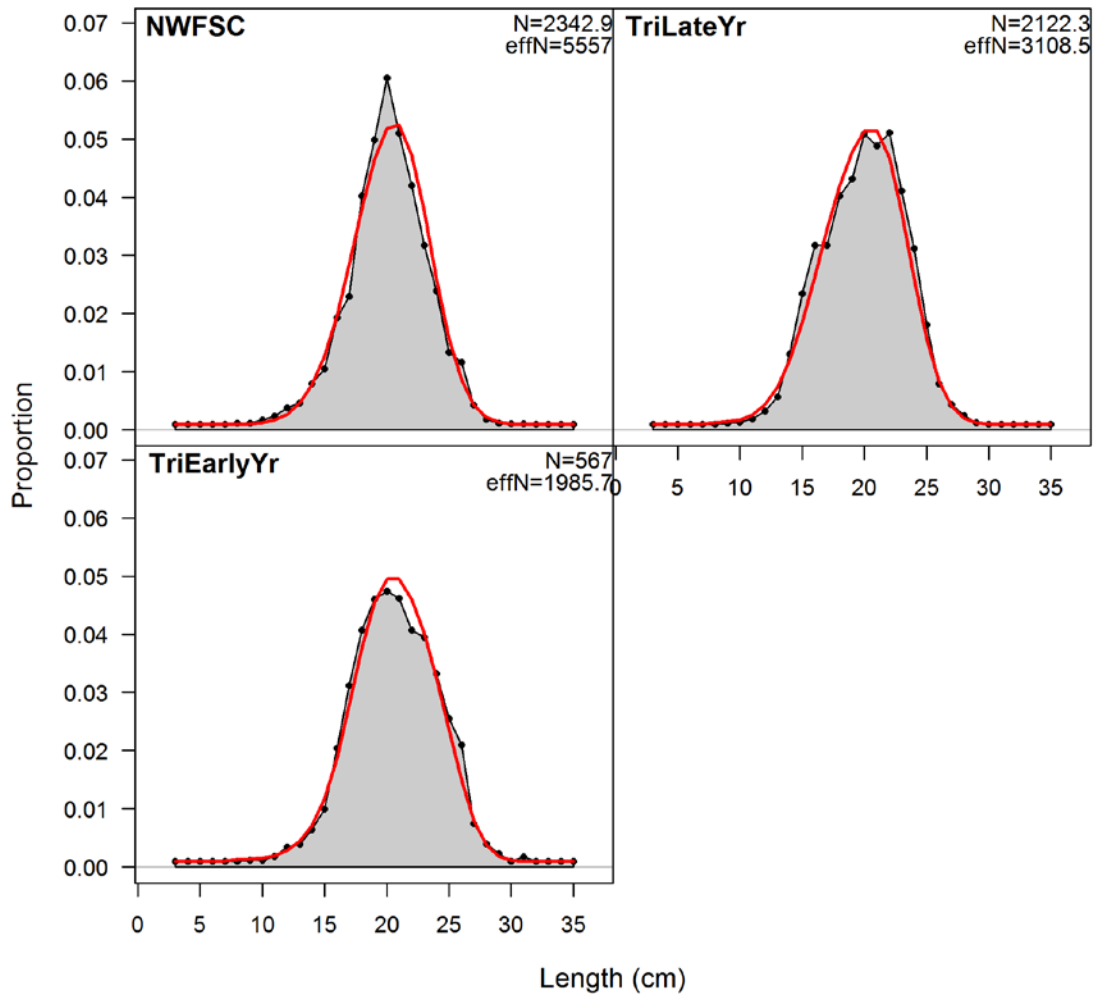 NWFSC
N=2342.9
effN=5557
TriLateYr
N=2122.3
effN=3108.5
0.07
0.06
0.05
0.04
0.03
0.02
0.01
0.00
TriEarlyYr
N=567
effN=1985.7
0 5 10 15 20 25 30 35
0.07
0.06
0.05
0.04
0.03
0.02
0.01
0.00
0 5 10 15 20 25 30 35
Proportion
Length (cm)